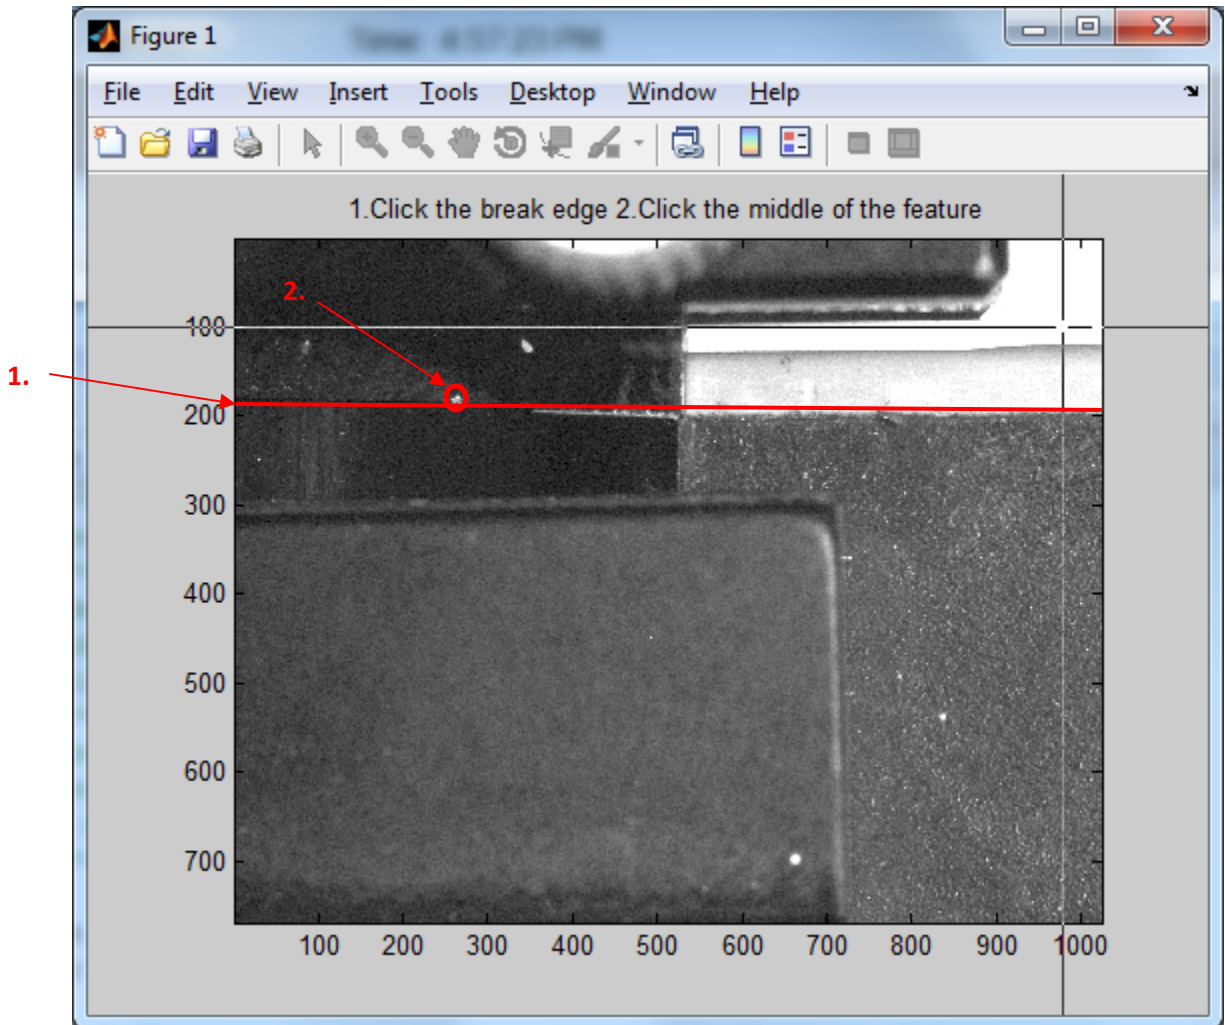 Figure 1
File Edit View Insert Tools Desktop Window Help
1.Click the break edge 2.Click the middle of the feature
2.
100
1.
200
300
400
500
600
700
100 200 300 400 500 600 700 800 900 1000